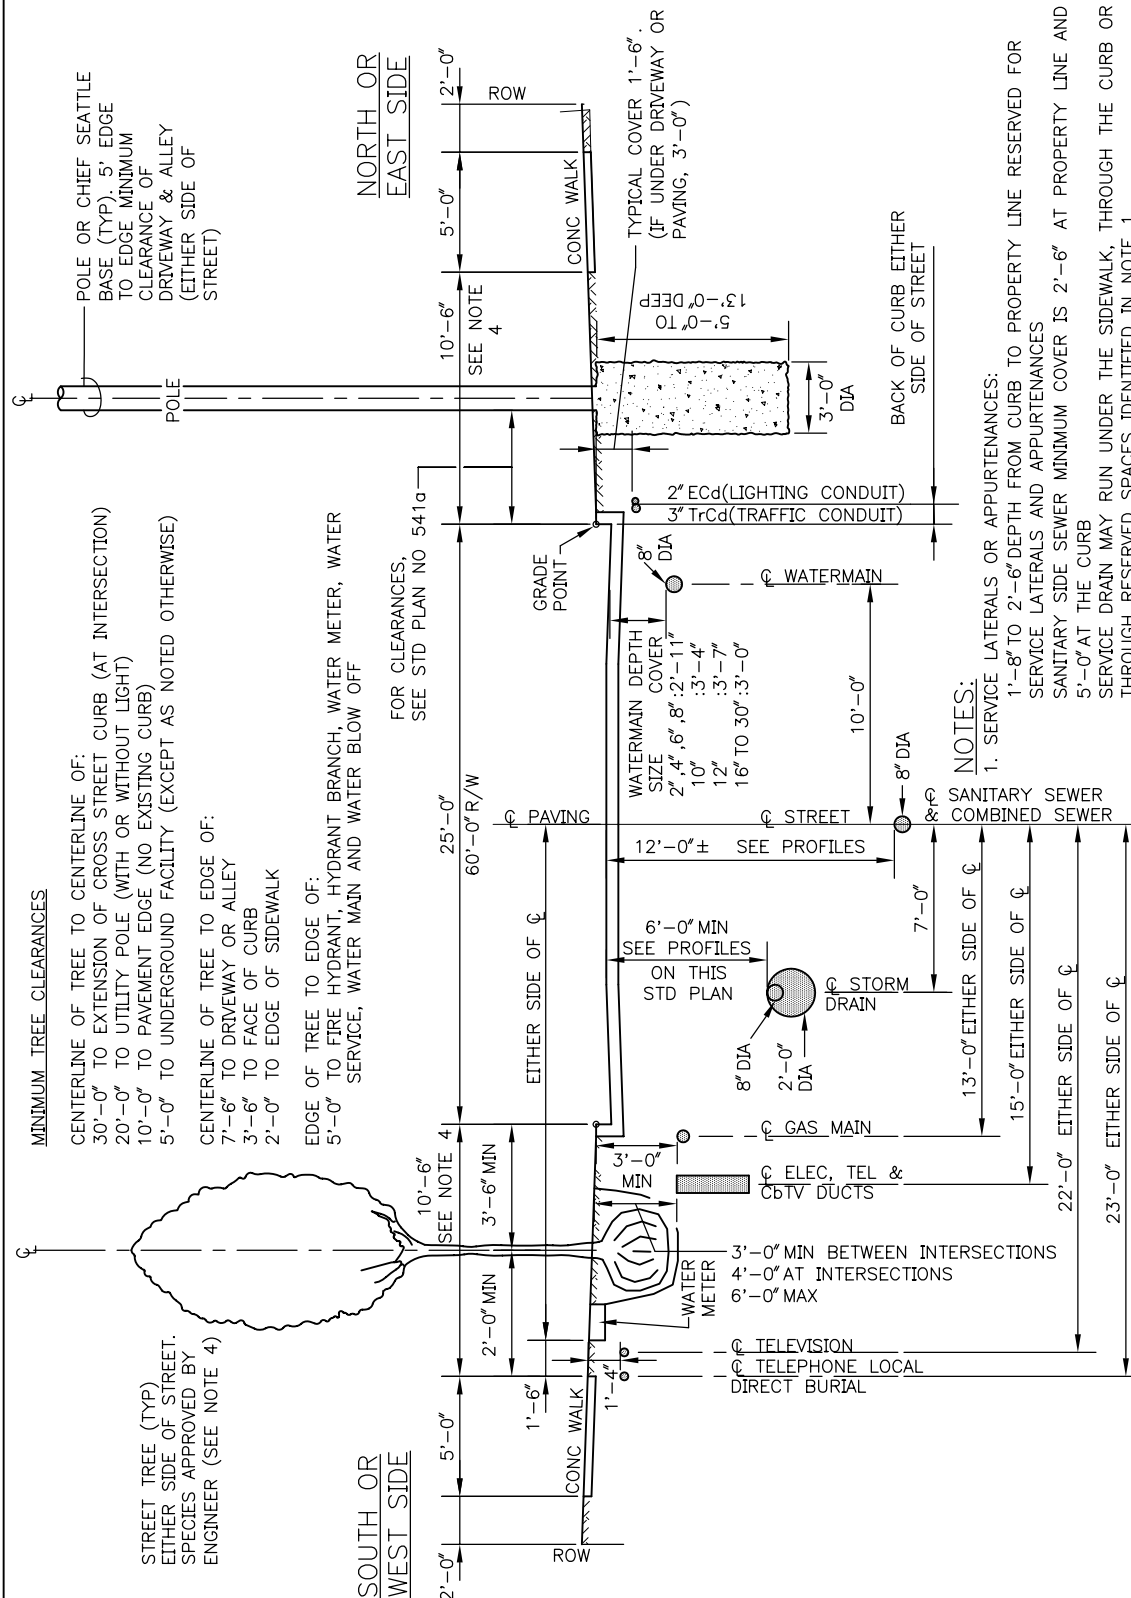 MINIMUM TREE CLEARANCES
CENTERLINE OF TREE TO CENTERLINE OF:
30'-0" TO EXTENSION OF CROSS STREET CURB (AT INTERSECTION)
20'-0" TO UTILITY POLE (WITH OR WITHOUT LIGHT)
10'-0" TO PAVEMENT EDGE (NO EXISTING CURB)
5'-0" TO UNDERGROUND FACILITY (EXCEPT AS NOTED OTHERWISE)
CENTERLINE OF TREE TO EDGE OF:
7'-6" TO DRIVEWAY OR ALLEY
3'-6" TO FACE OF CURB
2'-0" TO EDGE OF SIDEWALK
EDGE OF TREE TO EDGE OF:
5'-0" TO FIRE HYDRANT, HYDRANT BRANCH, WATER METER, WATER
SERVICE, WATER MAIN AND WATER BLOW OFF
STREET TREE (TYP)
EITHER SIDE OF STREET.
SPECIES APPROVED BY
ENGINEER (SEE NOTE 4)
POLE OR CHIEF SEATTLE
BASE (TYP). 5' EDGE
TO EDGE MINIMUM
CLEARANCE OF
DRIVEWAY & ALLEY
(EITHER SIDE OF
STREET)
℄
℄
POLE
SOUTH OR
WEST SIDE
NORTH OR
EAST SIDE
FOR CLEARANCES,
SEE STD PLAN NO 541a
2'-0"
5'-0"
10'-6"
SEE NOTE 4
25'-0"
60'-0" R/W
10'-6"
SEE NOTE
4
5'-0"
2'-0"
ROW
ROW
2'-0" MIN
3'-6" MIN
1'-6"
EITHER SIDE OF ℄
℄ PAVING
GRADE
POINT
CONC WALK
CONC WALK
1'-4"
WATER
METER
3'-0"
MIN
3'-0" MIN BETWEEN INTERSECTIONS
4'-0" AT INTERSECTIONS
6'-0" MAX
℄ TELEVISION
℄ TELEPHONE LOCAL
DIRECT BURIAL
℄ ELEC, TEL &
CbTV DUCTS
℄ GAS MAIN
8" DIA
2'-0"
DIA
6'-0" MIN
SEE PROFILES
ON THIS
STD PLAN
℄ STORM
DRAIN
7'-0"
12'-0"± SEE PROFILES
℄ STREET
8" DIA
℄ SANITARY SEWER
& COMBINED SEWER
WATERMAIN DEPTH
SIZE COVER
2",4",6",8":2'-11"
10" :3'-4"
12" :3'-7"
16" TO 30":3'-0"
8"
DIA
℄ WATERMAIN
10'-0"
2" ECd(LIGHTING CONDUIT)
3" TrCd(TRAFFIC CONDUIT)
3'-0"
DIA
5'-0" TO
13'-0" DEEP
TYPICAL COVER 1'-6".
(IF UNDER DRIVEWAY OR
PAVING, 3'-0")
BACK OF CURB EITHER
SIDE OF STREET
13'-0" EITHER SIDE OF ℄
15'-0" EITHER SIDE OF ℄
22'-0" EITHER SIDE OF ℄
23'-0" EITHER SIDE OF ℄
NOTES:
1. SERVICE LATERALS OR APPURTENANCES:
1'-8" TO 2'-6" DEPTH FROM CURB TO PROPERTY LINE RESERVED FOR
SERVICE LATERALS AND APPURTENANCES
SANITARY SIDE SEWER MINIMUM COVER IS 2'-6" AT PROPERTY LINE AND
5'-0" AT THE CURB
SERVICE DRAIN MAY RUN UNDER THE SIDEWALK, THROUGH THE CURB OR
THROUGH RESERVED SPACES IDENTIFIED IN NOTE 1